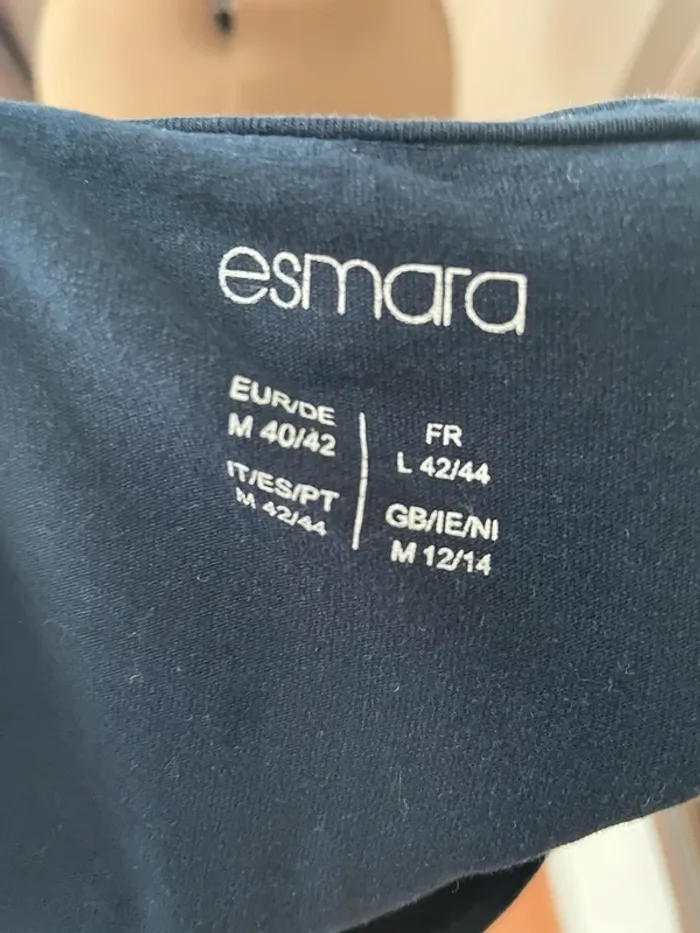 esmara
EUR/DE
M 40/42
IT/ES/PT
M 42/44
FR
L 42/44
GB/IE/NI
M 12/14